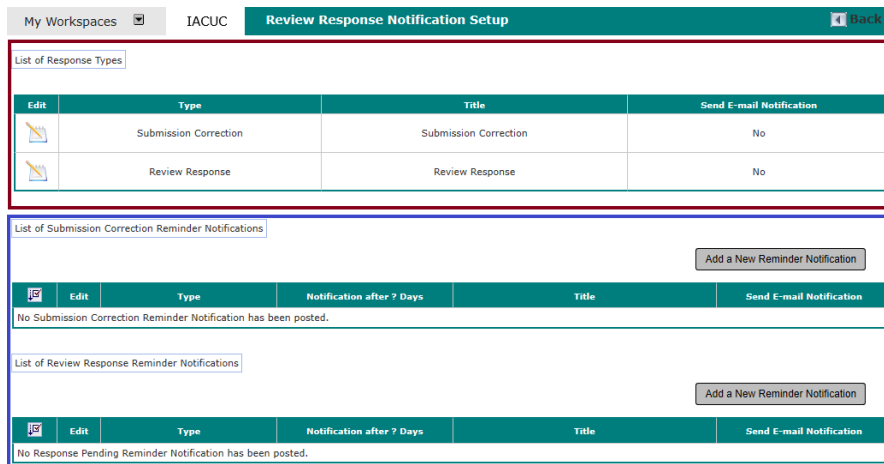 My Workspaces IACUC Review Response Notification Setup Back
List of Response Types
Edit Type Title Send E-mail Notification
Submission Correction Submission Correction No
Review Response Review Response No
List of Submission Correction Reminder Notifications
Add a New Reminder Notification
Edit Type Notification after ? Days Title Send E-mail Notification
No Submission Correction Reminder Notification has been posted.
List of Review Response Reminder Notifications
Add a New Reminder Notification
Edit Type Notification after ? Days Title Send E-mail Notification
No Response Pending Reminder Notification has been posted.